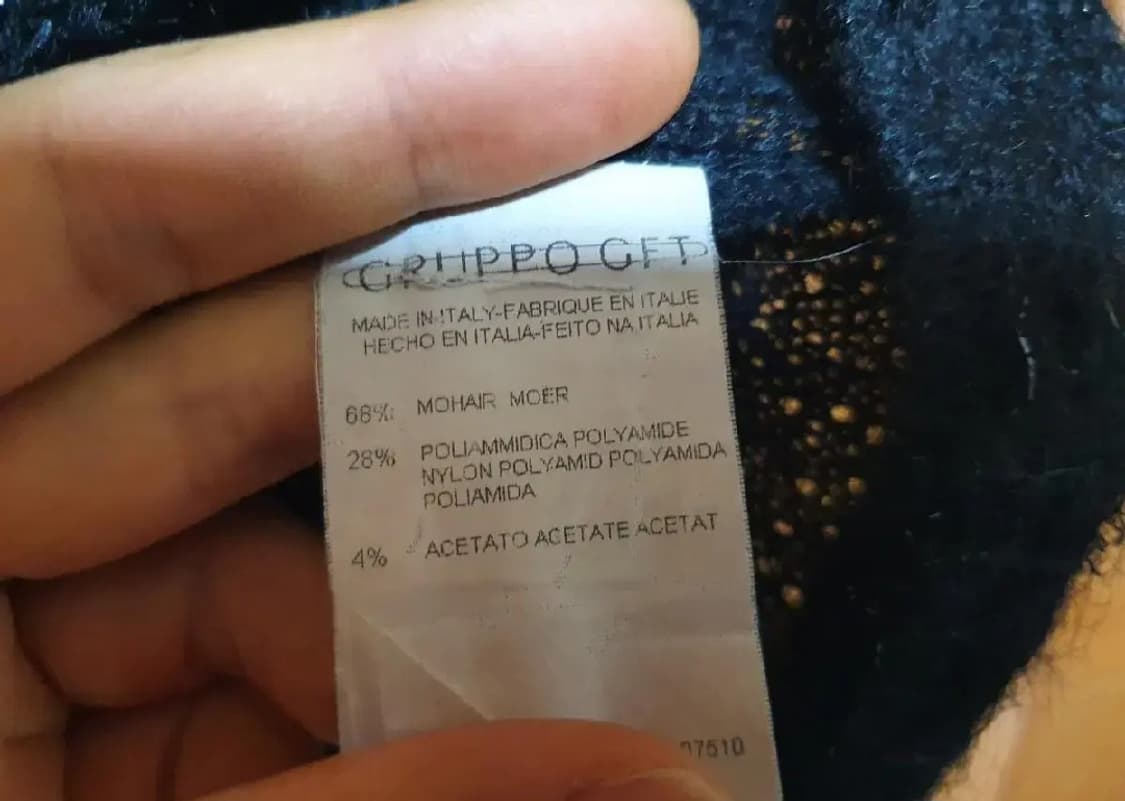 GRUPPO GFT
MADE IN ITALY-FABRIQUE EN ITALIE
HECHO EN ITALIA-FEITO NA ITALIA
68% MOHAIR MOER
28% POLIAMMIDICA POLYAMIDE
NYLON POLYAMID POLYAMIDA
POLIAMIDA
4% ACETATO ACETATE ACETAT
07510